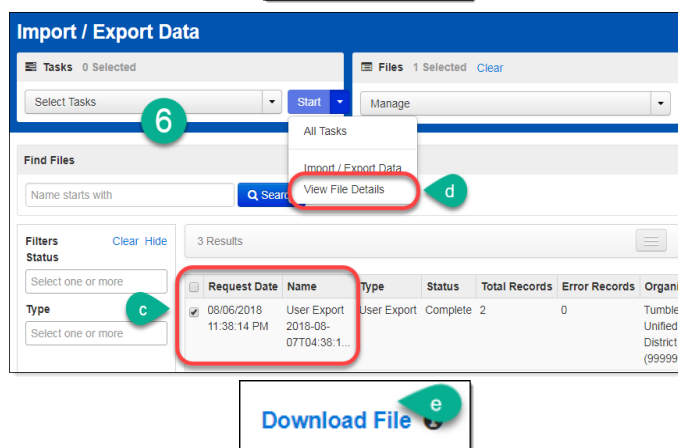 Import / Export Data
Tasks 0 Selected
Files 1 Selected Clear
Select Tasks
Start
Manage
6
All Tasks
Import / Export Data
View File Details
d
Find Files
Name starts with
Search
Filters Clear Hide
3 Results
Status
Select one or more
Type
Select one or more
c
Request Date Name Type Status Total Records Error Records Organi
08/06/2018 User Export User Export Complete 2 0 Tumble
11:38:14 PM 2018-08- Unified
07T04:38:1... District
(99999
Download File
e